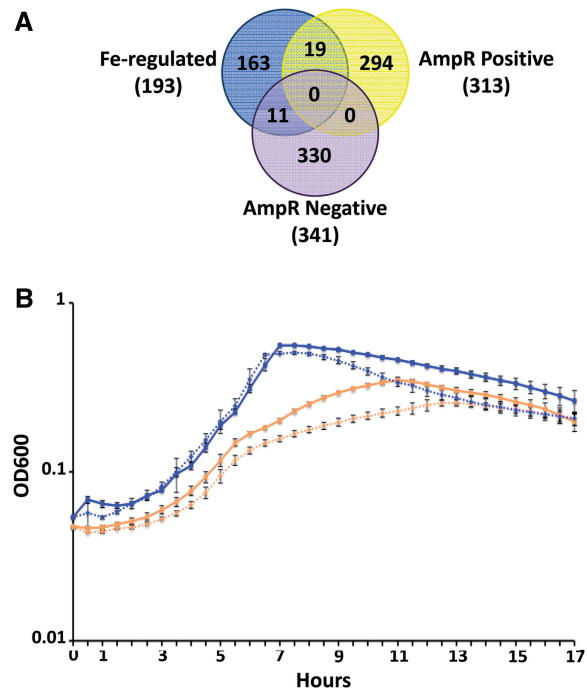 A
Fe-regulated
(193)
163
19
294
AmpR Positive
(313)
0
11
0
330
AmpR Negative
(341)
B
1
0.1
0.01
OD600
0 1 3 5 7 9 11 13 15 17
Hours